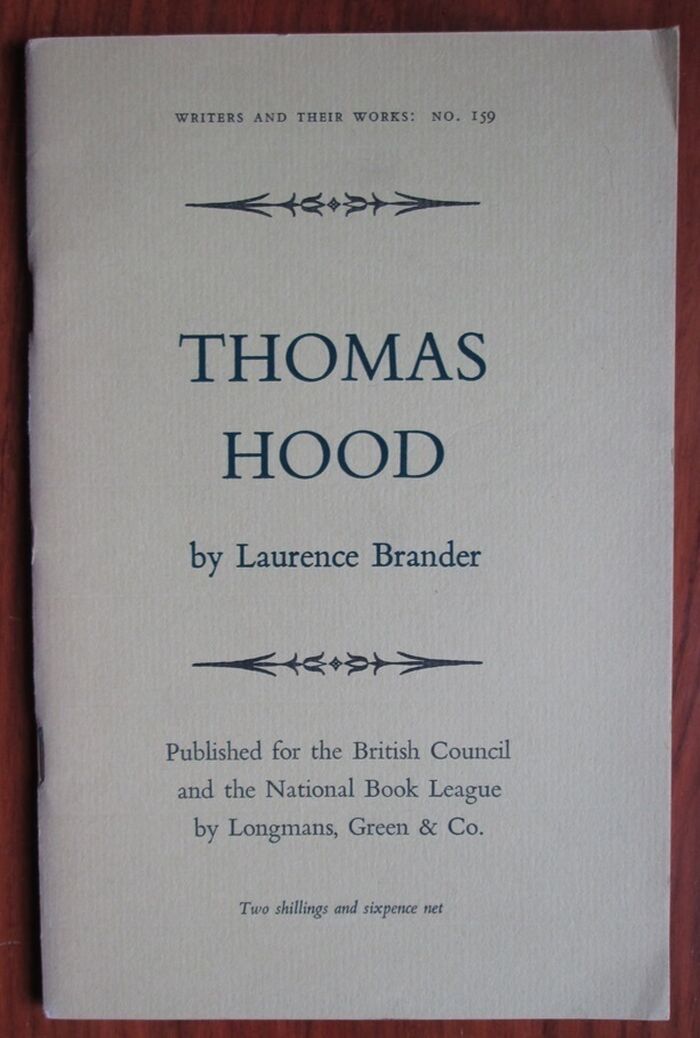 WRITERS AND THEIR WORKS: NO. 159
THOMAS
HOOD
by Laurence Brander
Published for the British Council
and the National Book League
by Longmans, Green & Co.
Two shillings and sixpence net